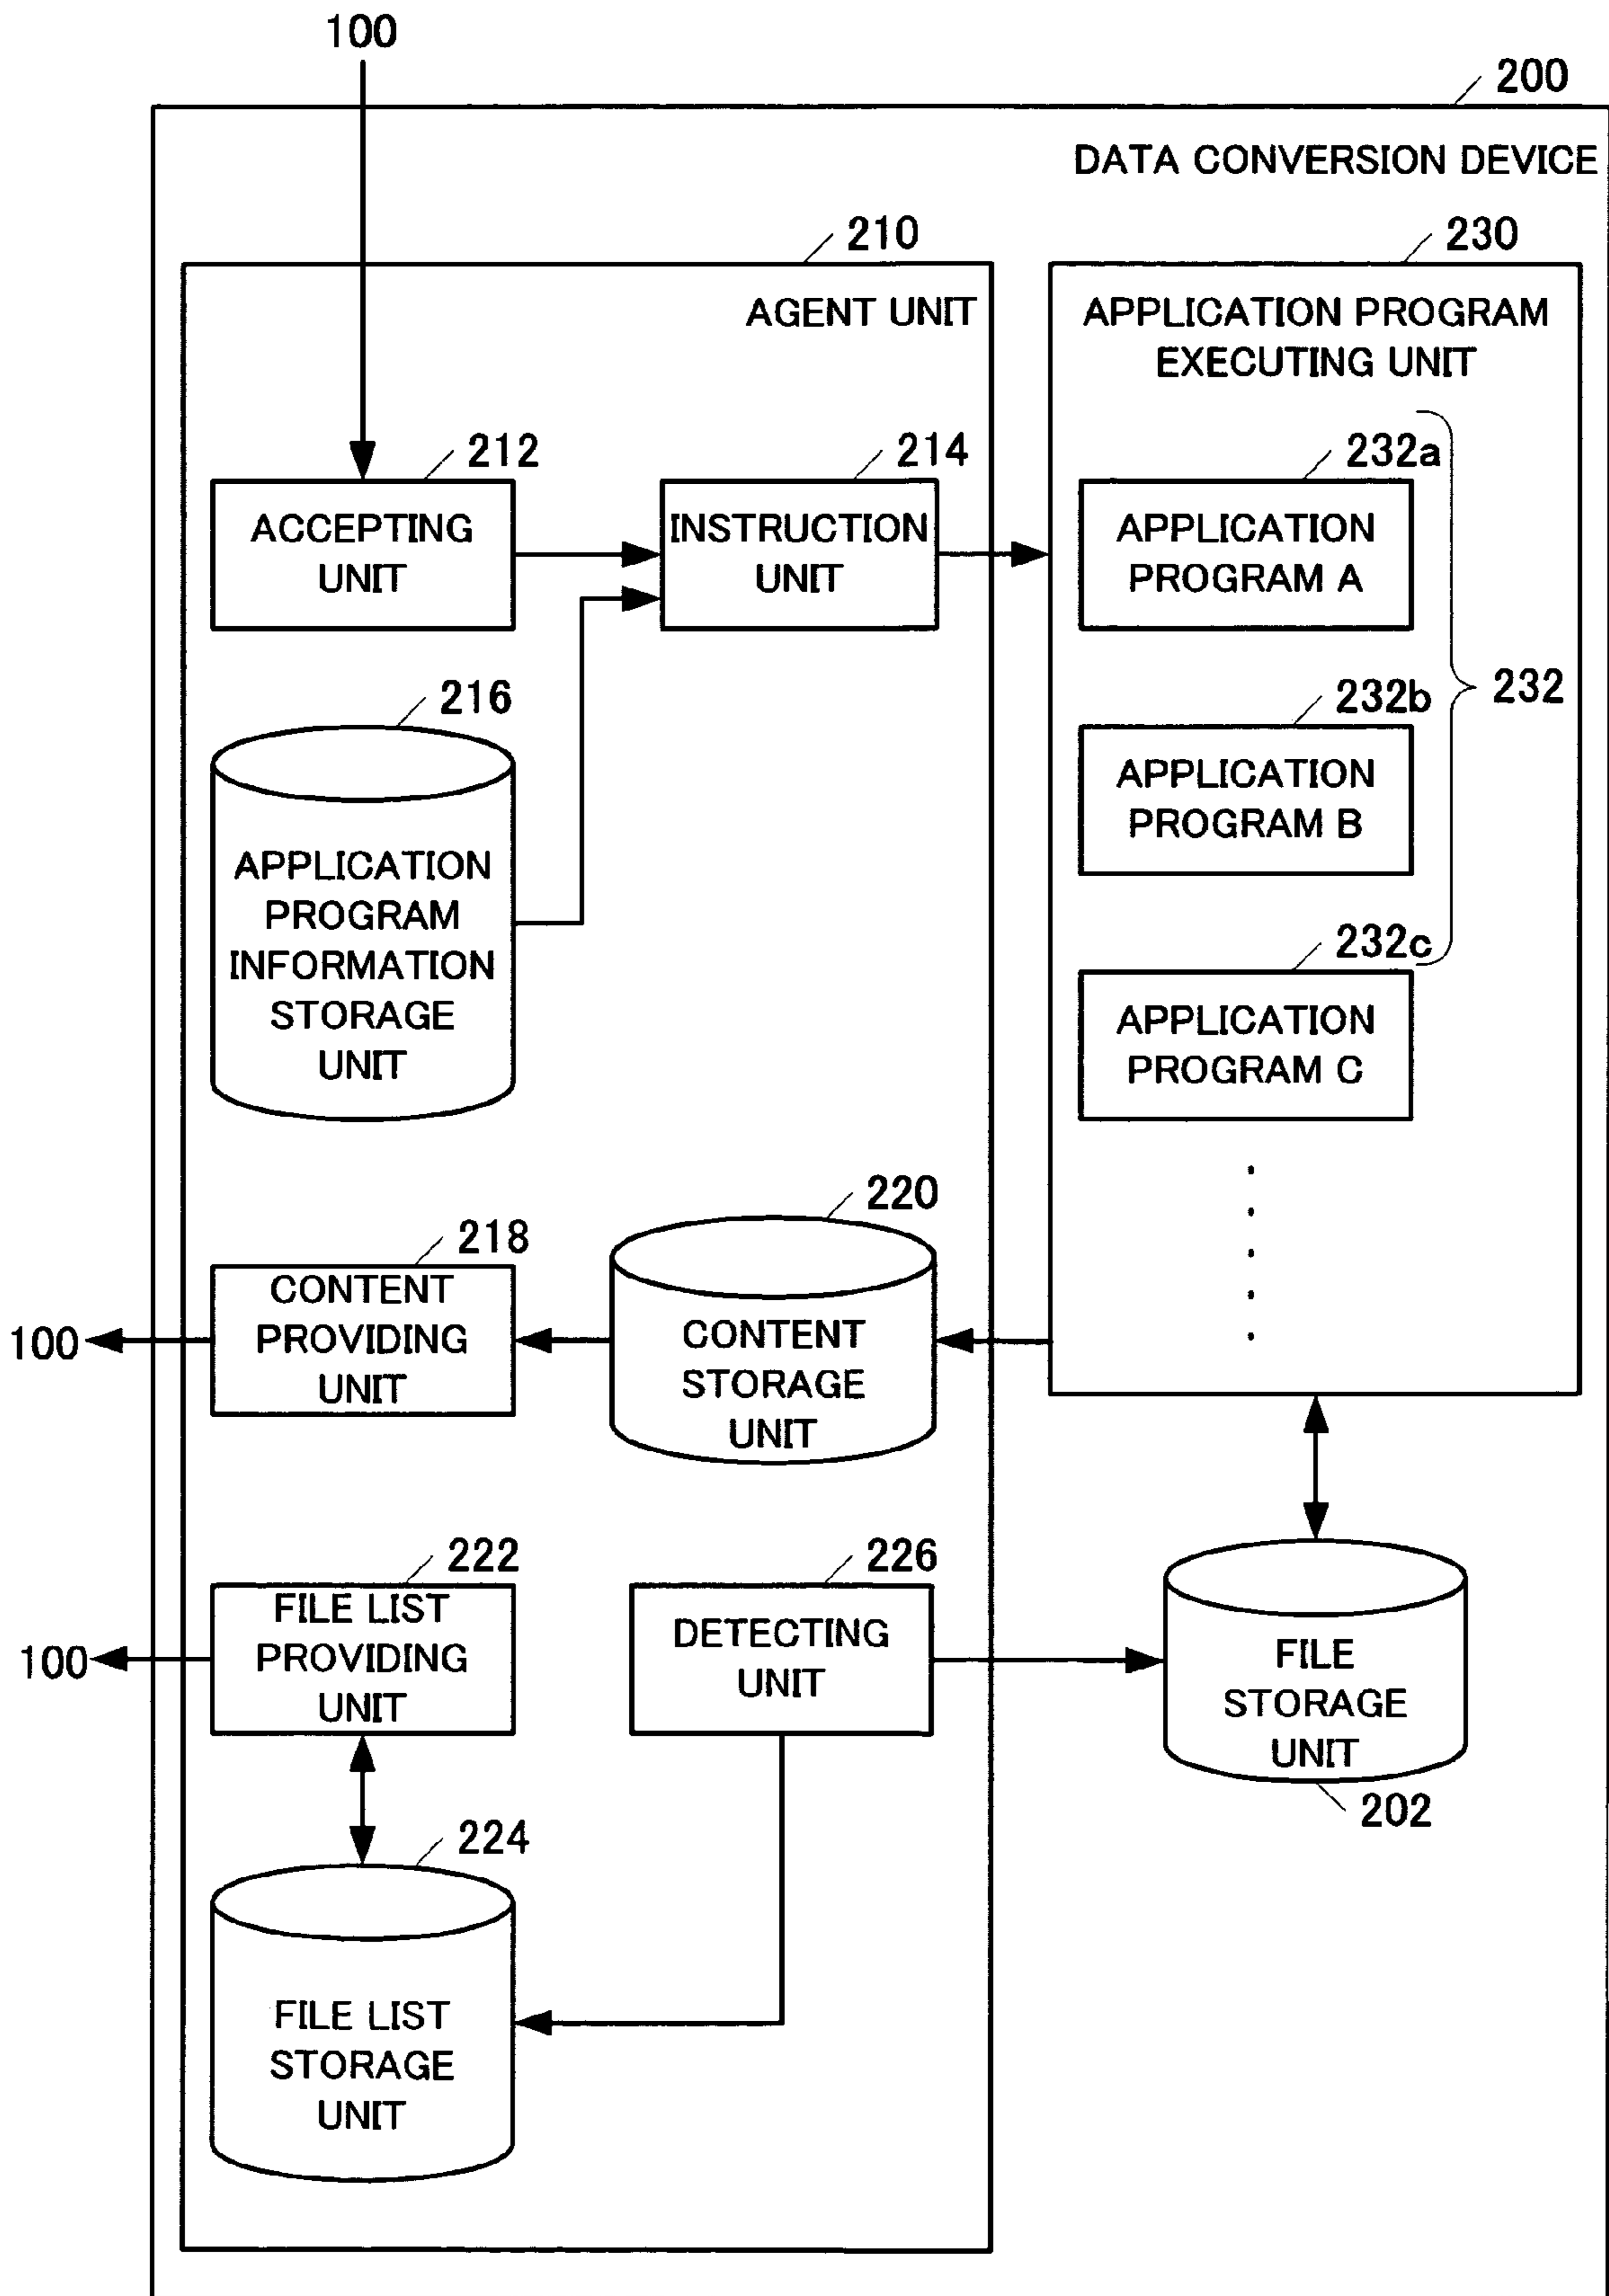 100
200
DATA CONVERSION DEVICE
210
AGENT UNIT
230
APPLICATION PROGRAM
EXECUTING UNIT
212
ACCEPTING
UNIT
214
INSTRUCTION
UNIT
232a
APPLICATION
PROGRAM A
232
216
APPLICATION
PROGRAM
INFORMATION
STORAGE
UNIT
232b
APPLICATION
PROGRAM B
232c
APPLICATION
PROGRAM C
218
CONTENT
PROVIDING
UNIT
100
220
CONTENT
STORAGE
UNIT
222
FILE LIST
PROVIDING
UNIT
100
226
DETECTING
UNIT
FILE
STORAGE
UNIT
202
224
FILE LIST
STORAGE
UNIT